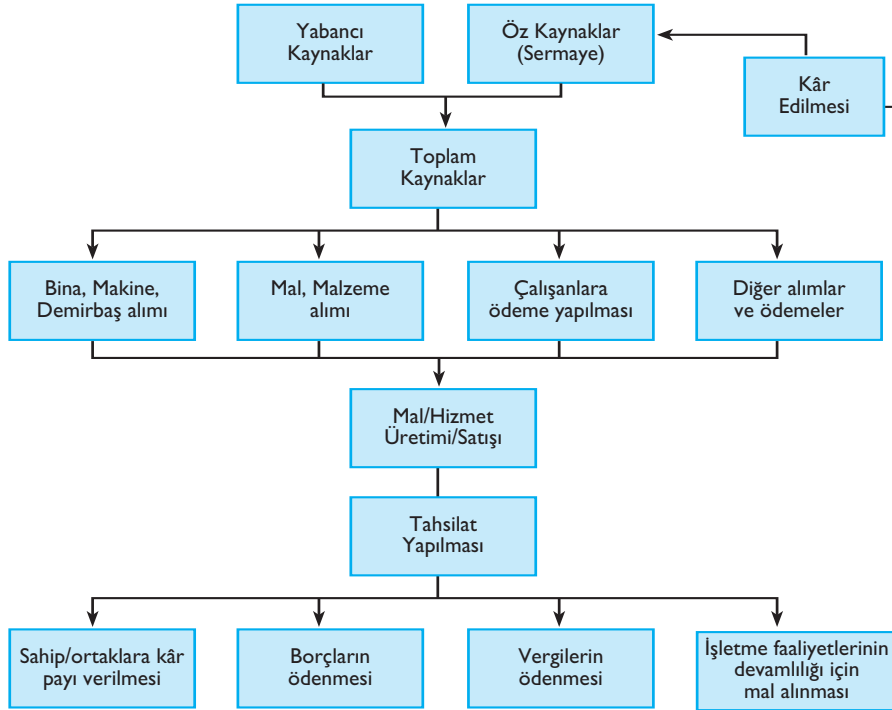 Yabancı
Kaynaklar
Öz Kaynaklar
(Sermaye)
Kâr
Edilmesi
Toplam
Kaynaklar
Bina, Makine,
Demirbaş alımı
Mal, Malzeme
alımı
Çalışanlara
ödeme yapılması
Diğer alımlar
ve ödemeler
Mal/Hizmet
Üretimi/Satışı
Tahsilat
Yapılması
Sahip/ortaklara kâr
payı verilmesi
Borçların
ödenmesi
Vergilerin
ödenmesi
İşletme faaliyetlerinin
devamlılığı için
mal alınması